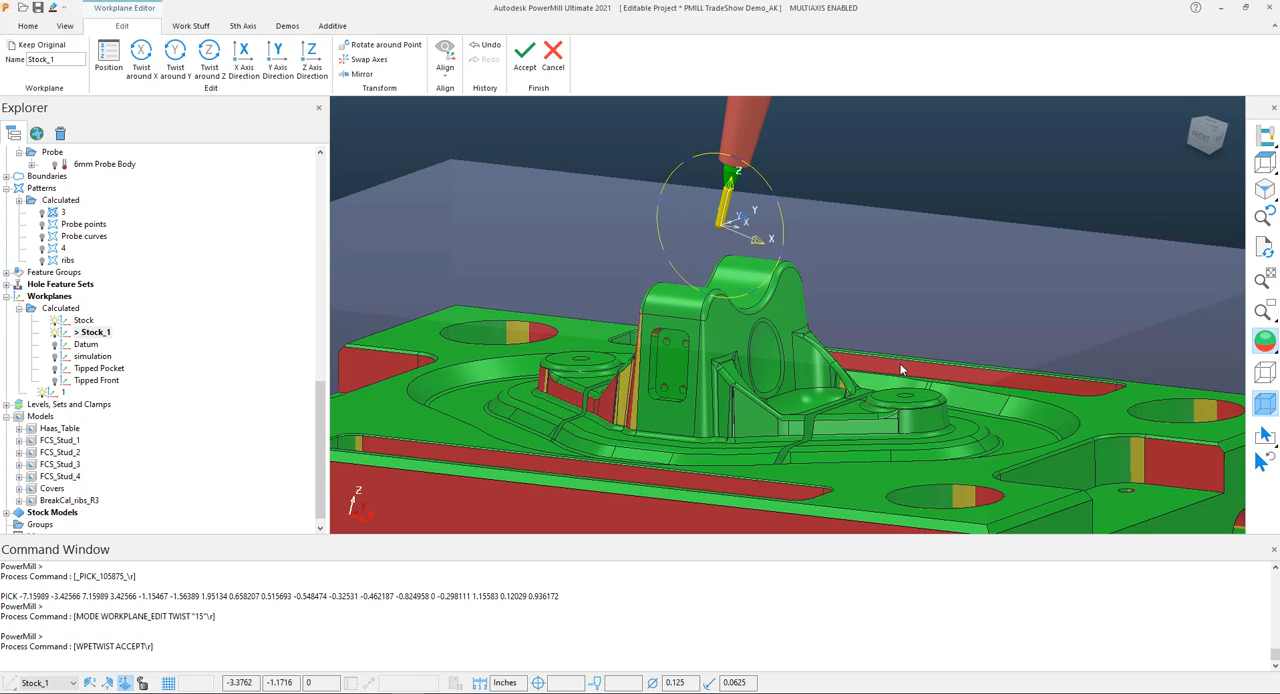 Workplane Editor
Autodesk PowerMill Ultimate 2021 [ Editable Project * PMILL TradeShow Demo_AK ] MULTIAXIS ENABLED
Home View Edit Work Study 5th Axis Demos Additive
Keep Original
Name Stock_1
Workplane
Position
Twist around X
Twist around Y
Twist around Z
X Axis Direction
Y Axis Direction
Z Axis Direction
Edit
Rotate around Point
Swap Axes
Mirror
Transform
Align
Align
Undo
Redo
History
Accept
Cancel
Finish
Explorer
Probe
6mm Probe Body
Boundaries
Patterns
Calculated
3
Probe points
Probe curves
4
ribs
Feature Groups
Hole Feature Sets
Workplanes
Calculated
Stock
> Stock_1
Datum
simulation
Tipped Pocket
Tipped Front
1
Levels, Sets and Clamps
Models
Haas_Table
FCS_Stud_1
FCS_Stud_2
FCS_Stud_3
FCS_Stud_4
Covers
BreakCal_ribs_R3
Stock Models
Groups
Z
Y
X
X
FRONT
Z
Command Window
PowerMill >
Process Command : [_PICK_105875_\r]
PICK -7.15989 -3.42566 7.15989 3.42566 -1.15467 -1.56389 1.95134 0.658207 0.515693 -0.548474 -0.32531 -0.462187 -0.824958 0 -0.298111 1.15583 0.12029 0.936172
PowerMill >
Process Command : [MODE WORKPLANE_EDIT TWIST "15"\r]
PowerMill >
Process Command : [WPETWIST ACCEPT\r]
Stock_1 -3.3762 -1.1716 0 Inches 0.125 0.0625